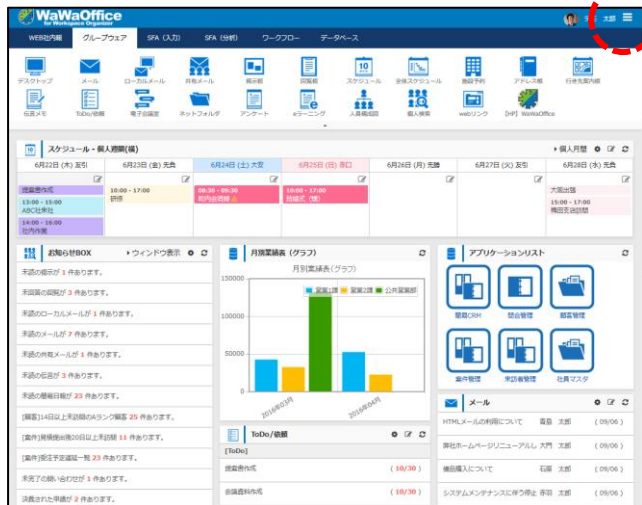 WaWaOffice
for Workspace Organizer
太郎
WEB社内報 グループウェア SFA (入力) SFA (分析) ワークフロー データベース
デスクトップ メール ローカルメール 共有メール 掲示板 回覧板 スケジュール 全体スケジュール 施設予約 アドレス帳 行き先案内板
伝言メモ ToDo/依頼 電子会議室 ネットフォルダ アンケート eラーニング 人員構成図 個人検索 webリンク [HP] WaWaOffice
スケジュール - 個人週間(横) 個人月間
6月22日 (木) 友引 6月23日 (金) 先負 6月24日 (土) 大安 6月25日 (日) 赤口 6月26日 (月) 先勝 6月27日 (火) 友引 6月28日 (水) 先負
提案書作成
13:00 - 15:00
ABC社来社
14:00 - 16:00
社内作業
10:00 - 17:00
研修
08:30 - 09:30
町内会清掃
10:00 - 17:00
結婚式 (甥)
大阪出張
15:00 - 17:00
梅田支店訪問
お知らせBOX ウィンドウ表示
未読の掲示が 1 件あります。
未回答の回覧が 3 件あります。
未読のローカルメールが 1 件あります。
未読のメールが 7 件あります。
未読の共有メールが 1 件あります。
未読の伝言が 3 件あります。
未読の簡易日報が 23 件あります。
[顧客]14日以上未訪問のAランク顧客 25 件あります。
[案件]見積提出後20日以上未訪問 11 件あります。
[案件]受注予定遅延一覧 23 件あります。
未完了の問い合わせが 1 件あります。
決裁された申請が 2 件あります。
月別業績表 (グラフ)
月別業績表(グラフ)
150000
100000
50000
0
営業1課 営業2課 公共営業部
2016年03月 2016年04月
ToDo/依頼
[ToDo]
提案書作成 ( 10/30 )
会議資料作成 ( 10/30 )
アプリケーションリスト
簡易CRM 問合管理 顧客管理
案件管理 来訪者管理 社員マスタ
メール
HTMLメールの利用について 青島 太郎 ( 09/06 )
弊社ホームページリニューアルし 大門 太郎 ( 09/06 )
備品購入について 石原 太郎 ( 09/06 )
システムメンテナンスに伴う停止 赤羽 太郎 ( 09/06 )